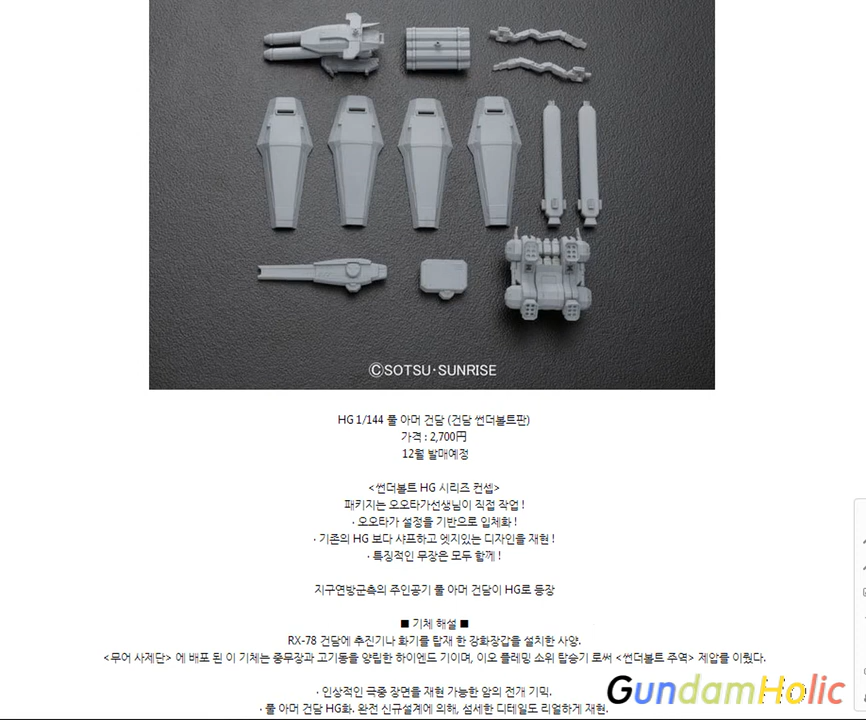 ©SOTSU·SUNRISE
HG 1/144 풀 아머 건담 (건담 썬더볼트판)
가격 : 2,700円
12월 발매예정
<썬더볼트 HG 시리즈 컨셉>
패키지는 오오타가선생님이 직접 작업 !
· 오오타가 설정을 기반으로 입체화 !
· 기존의 HG 보다 샤프하고 엣지있는 디자인을 재현 !
· 특징적인 무장은 모두 함께 !
지구연방군측의 주인공기 풀 아머 건담이 HG로 등장
■ 기체 해설 ■
RX-78 건담에 추진기나 화기를 탑재 한 강화장갑을 설치한 사양.
<무어 사제단> 에 배포 된 이 기체는 중무장과 고기동을 양립한 하이엔드 기이며, 이오 플레밍 소위 탑승기 로써 <썬더볼트 주역> 제압를 이뤘다.
· 인상적인 극중 장면을 재현 가능한 암의 전개 기믹.
· 풀 아머 건담 HG화. 완전 신규설계에 의해, 섬세한 디테일도 리얼하게 재현.
GundamHolic